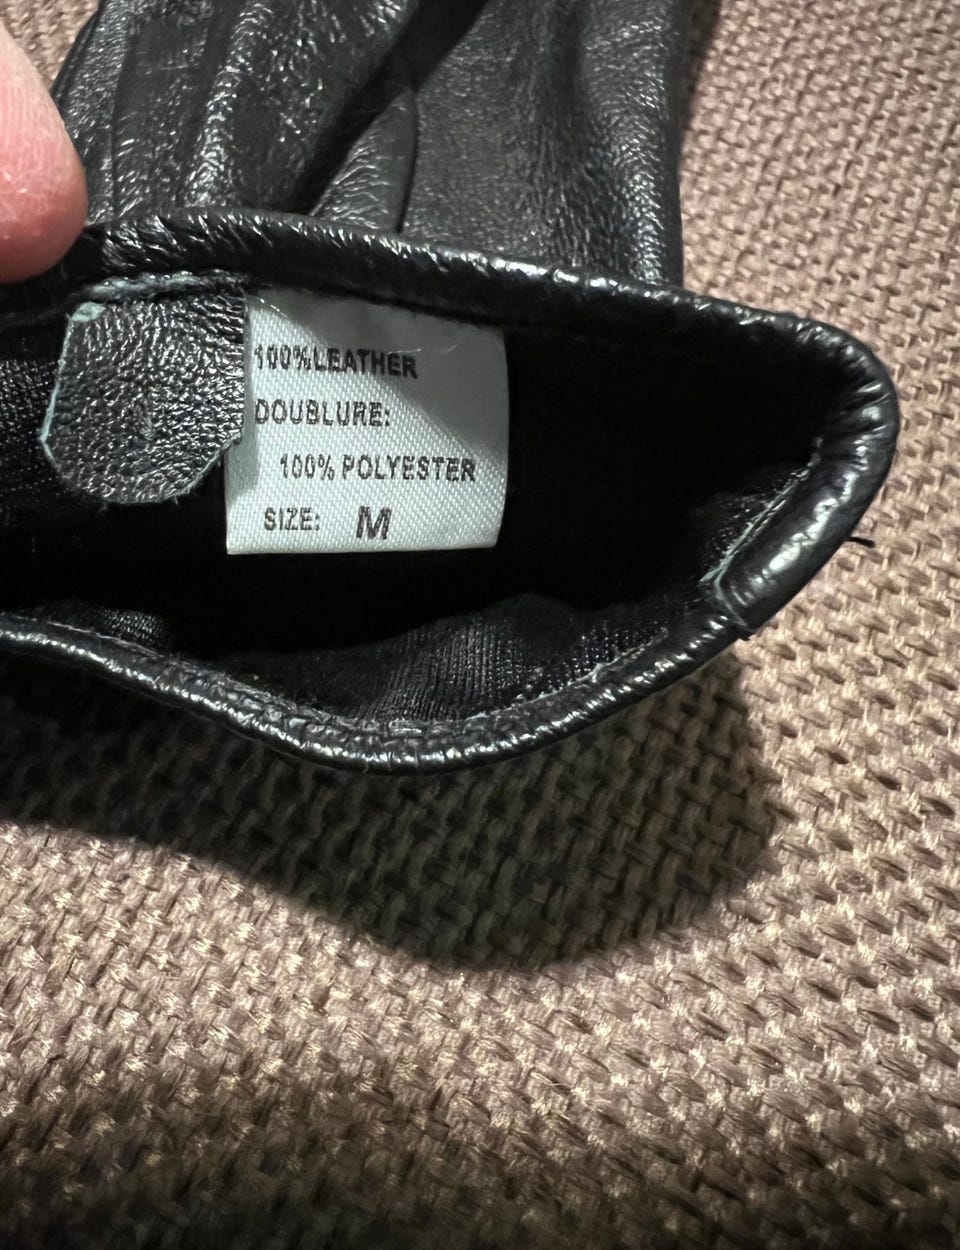 100%LEATHER
DOUBLURE:
100% POLYESTER
SIZE: M